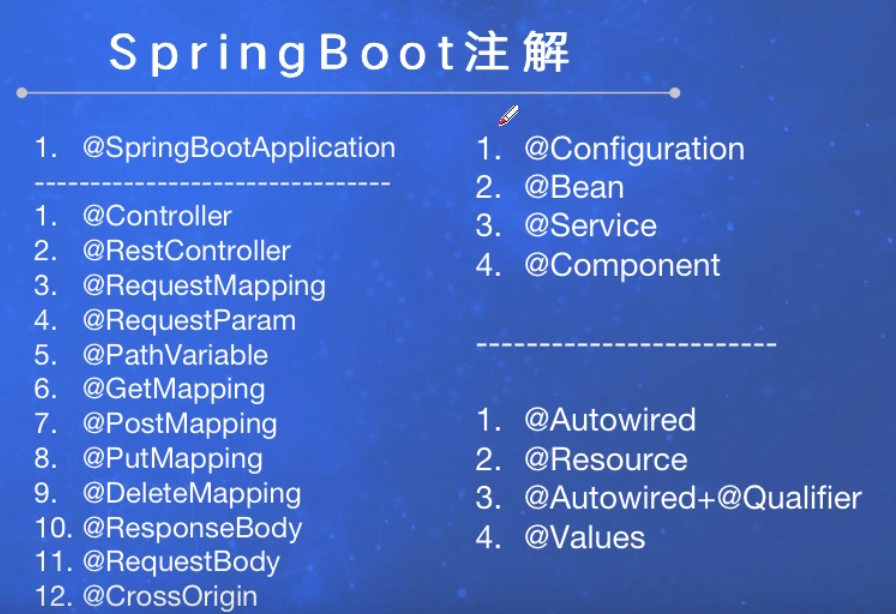 SpringBoot注解
1. @SpringBootApplication
--------------------------------
1. @Controller
2. @RestController
3. @RequestMapping
4. @RequestParam
5. @PathVariable
6. @GetMapping
7. @PostMapping
8. @PutMapping
9. @DeleteMapping
10. @ResponseBody
11. @RequestBody
12. @CrossOrigin
1. @Configuration
2. @Bean
3. @Service
4. @Component
------------------------
1. @Autowired
2. @Resource
3. @Autowired+@Qualifier
4. @Values